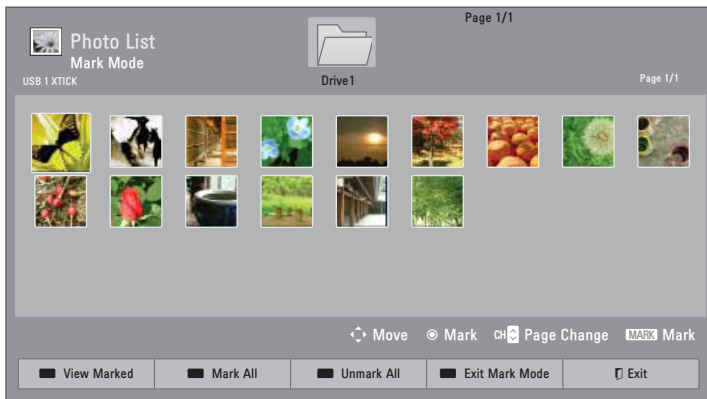 Page 1/1
Photo List
Mark Mode
USB 1 XTICK
Drive1
Page 1/1
Move Mark CH Page Change MARK Mark
View Marked Mark All Unmark All Exit Mark Mode Exit